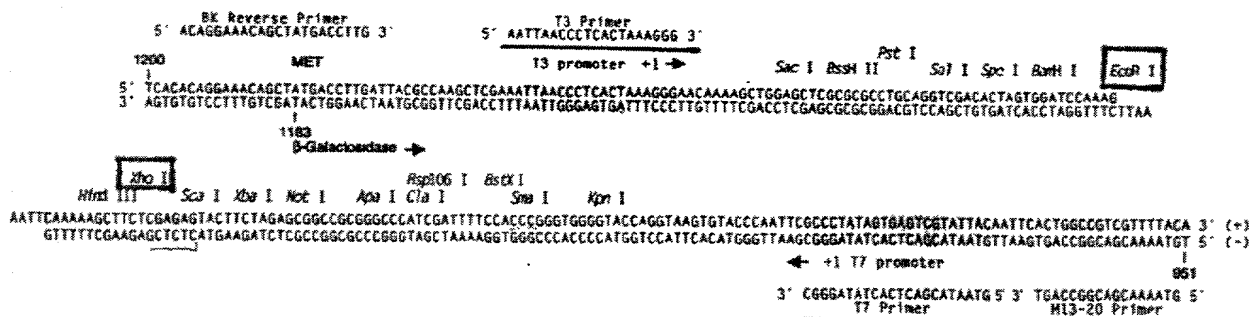 BK Reverse Primer
5' ACAGGAAACAGCTATGACCTTG 3'
T3 Primer
5' AATTAACCCTCACTAAAGGG 3'
1200
MET
T3 promoter +1
Sac I
BssH II
Pst I
Sal I
Spe I
BamH I
EcoR I
5' TCACACAGGAAACAGCTATGACCTTGATTACGCCAAGCTCGAAATTAACCCTCACTAAAGGGAACAAAAGCTGGAGCTCGCGCGCCTGCAGGTCGACACTAGTGGATCCAAAG
3' AGTGTGTCCTTTGTCGATACTGGAACTAATGCGGTTCGACCTTTAATTGGGAGTGATTTCCCTTGTTTTCGACCTCGAGCGCGCGGACGTCCAGCTGTGATCACCTAGGTTTCTTAA
1183
β-Galactosidase
Hind III
Xho I
Sca I
Xba I
Not I
Apa I
Bsp106 I
Cla I
BstX I
Sma I
Kpn I
AATTCAAAAAGCTTCTCGAGAGTACTTCTAGAGCGGCCGCGGGCCCATCGATTTTCCACCCGGGTGGGGTACCAGGTAAGTGTACCCAATTCGCCCTATAGTGAGTCGTATTACAATTCACTGGCCGTCGTTTTACA 3' (+)
GTTTTTCGAAGAGCTCTCATGAAGATCTCGCCGGCGCCCGGGTAGCTAAAAGGTGGGCCCACCCCATGGTCCATTCACATGGGTTAAGCGGGATATCACTCAGCATAATGTTAAGTGACCGGCAGCAAAATGT 5' (-)
+1 T7 promoter
951
3' CGGGATATCACTCAGCATAATG 5'
3' TGACCGGCAGCAAAATG 5'
T7 Primer
M13-20 Primer